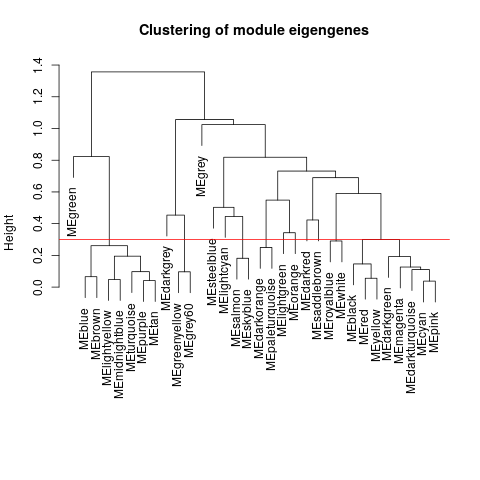 Clustering of module eigengenes
Height
1.4
1.2
1.0
0.8
0.6
0.4
0.2
0.0
MEgreen
MEblue
MEbrown
MElightyellow
MEmidnightblue
MEturquoise
MEpurple
MEtan
MEdarkgrey
MEgreenyellow
MEgrey60
MEgrey
MEsteelblue
MElightcyan
MEsalmon
MEskyblue
MEdarkorange
MEpaleturquoise
MElightgreen
MEorange
MEdarkred
MEsaddlebrown
MEroyalblue
MEwhite
MEblack
MEred
MEyellow
MEdarkgreen
MEmagenta
MEdarkturquoise
MEcyan
MEpink